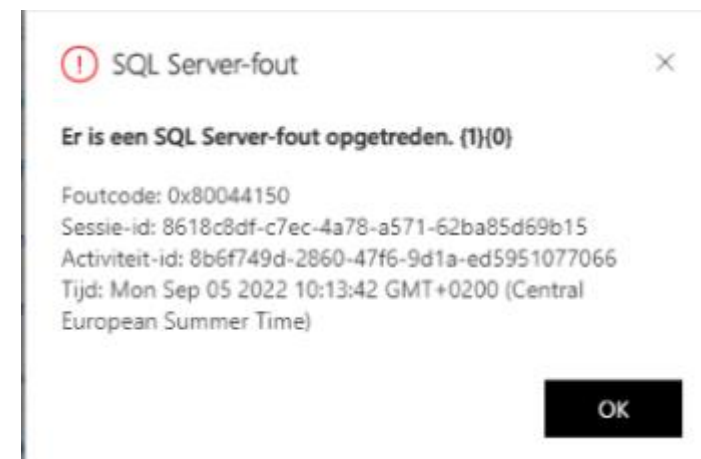 SQL Server-fout
Er is een SQL Server-fout opgetreden. {1}{0}
Foutcode: 0x80044150
Sessie-id: 8618c8df-c7ec-4a78-a571-62ba85d69b15
Activiteit-id: 8b6f749d-2860-47f6-9d1a-ed5951077066
Tijd: Mon Sep 05 2022 10:13:42 GMT+0200 (Central
European Summer Time)
OK